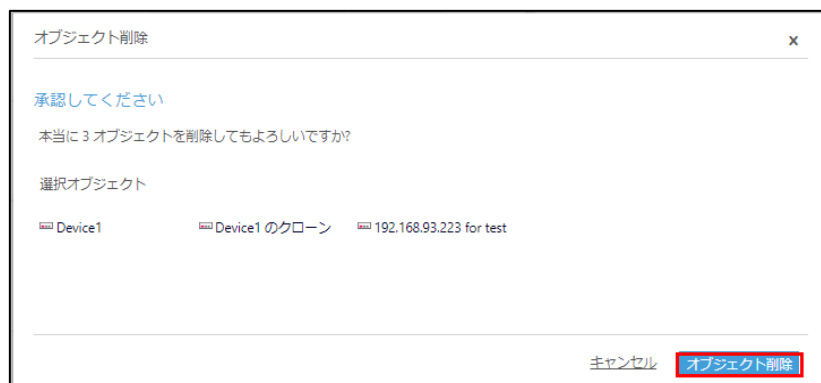 オブジェクト削除 x
承認してください
本当に 3 オブジェクトを削除してもよろしいですか?
選択オブジェクト
Device1 Device1 のクローン 192.168.93.223 for test
キャンセル オブジェクト削除